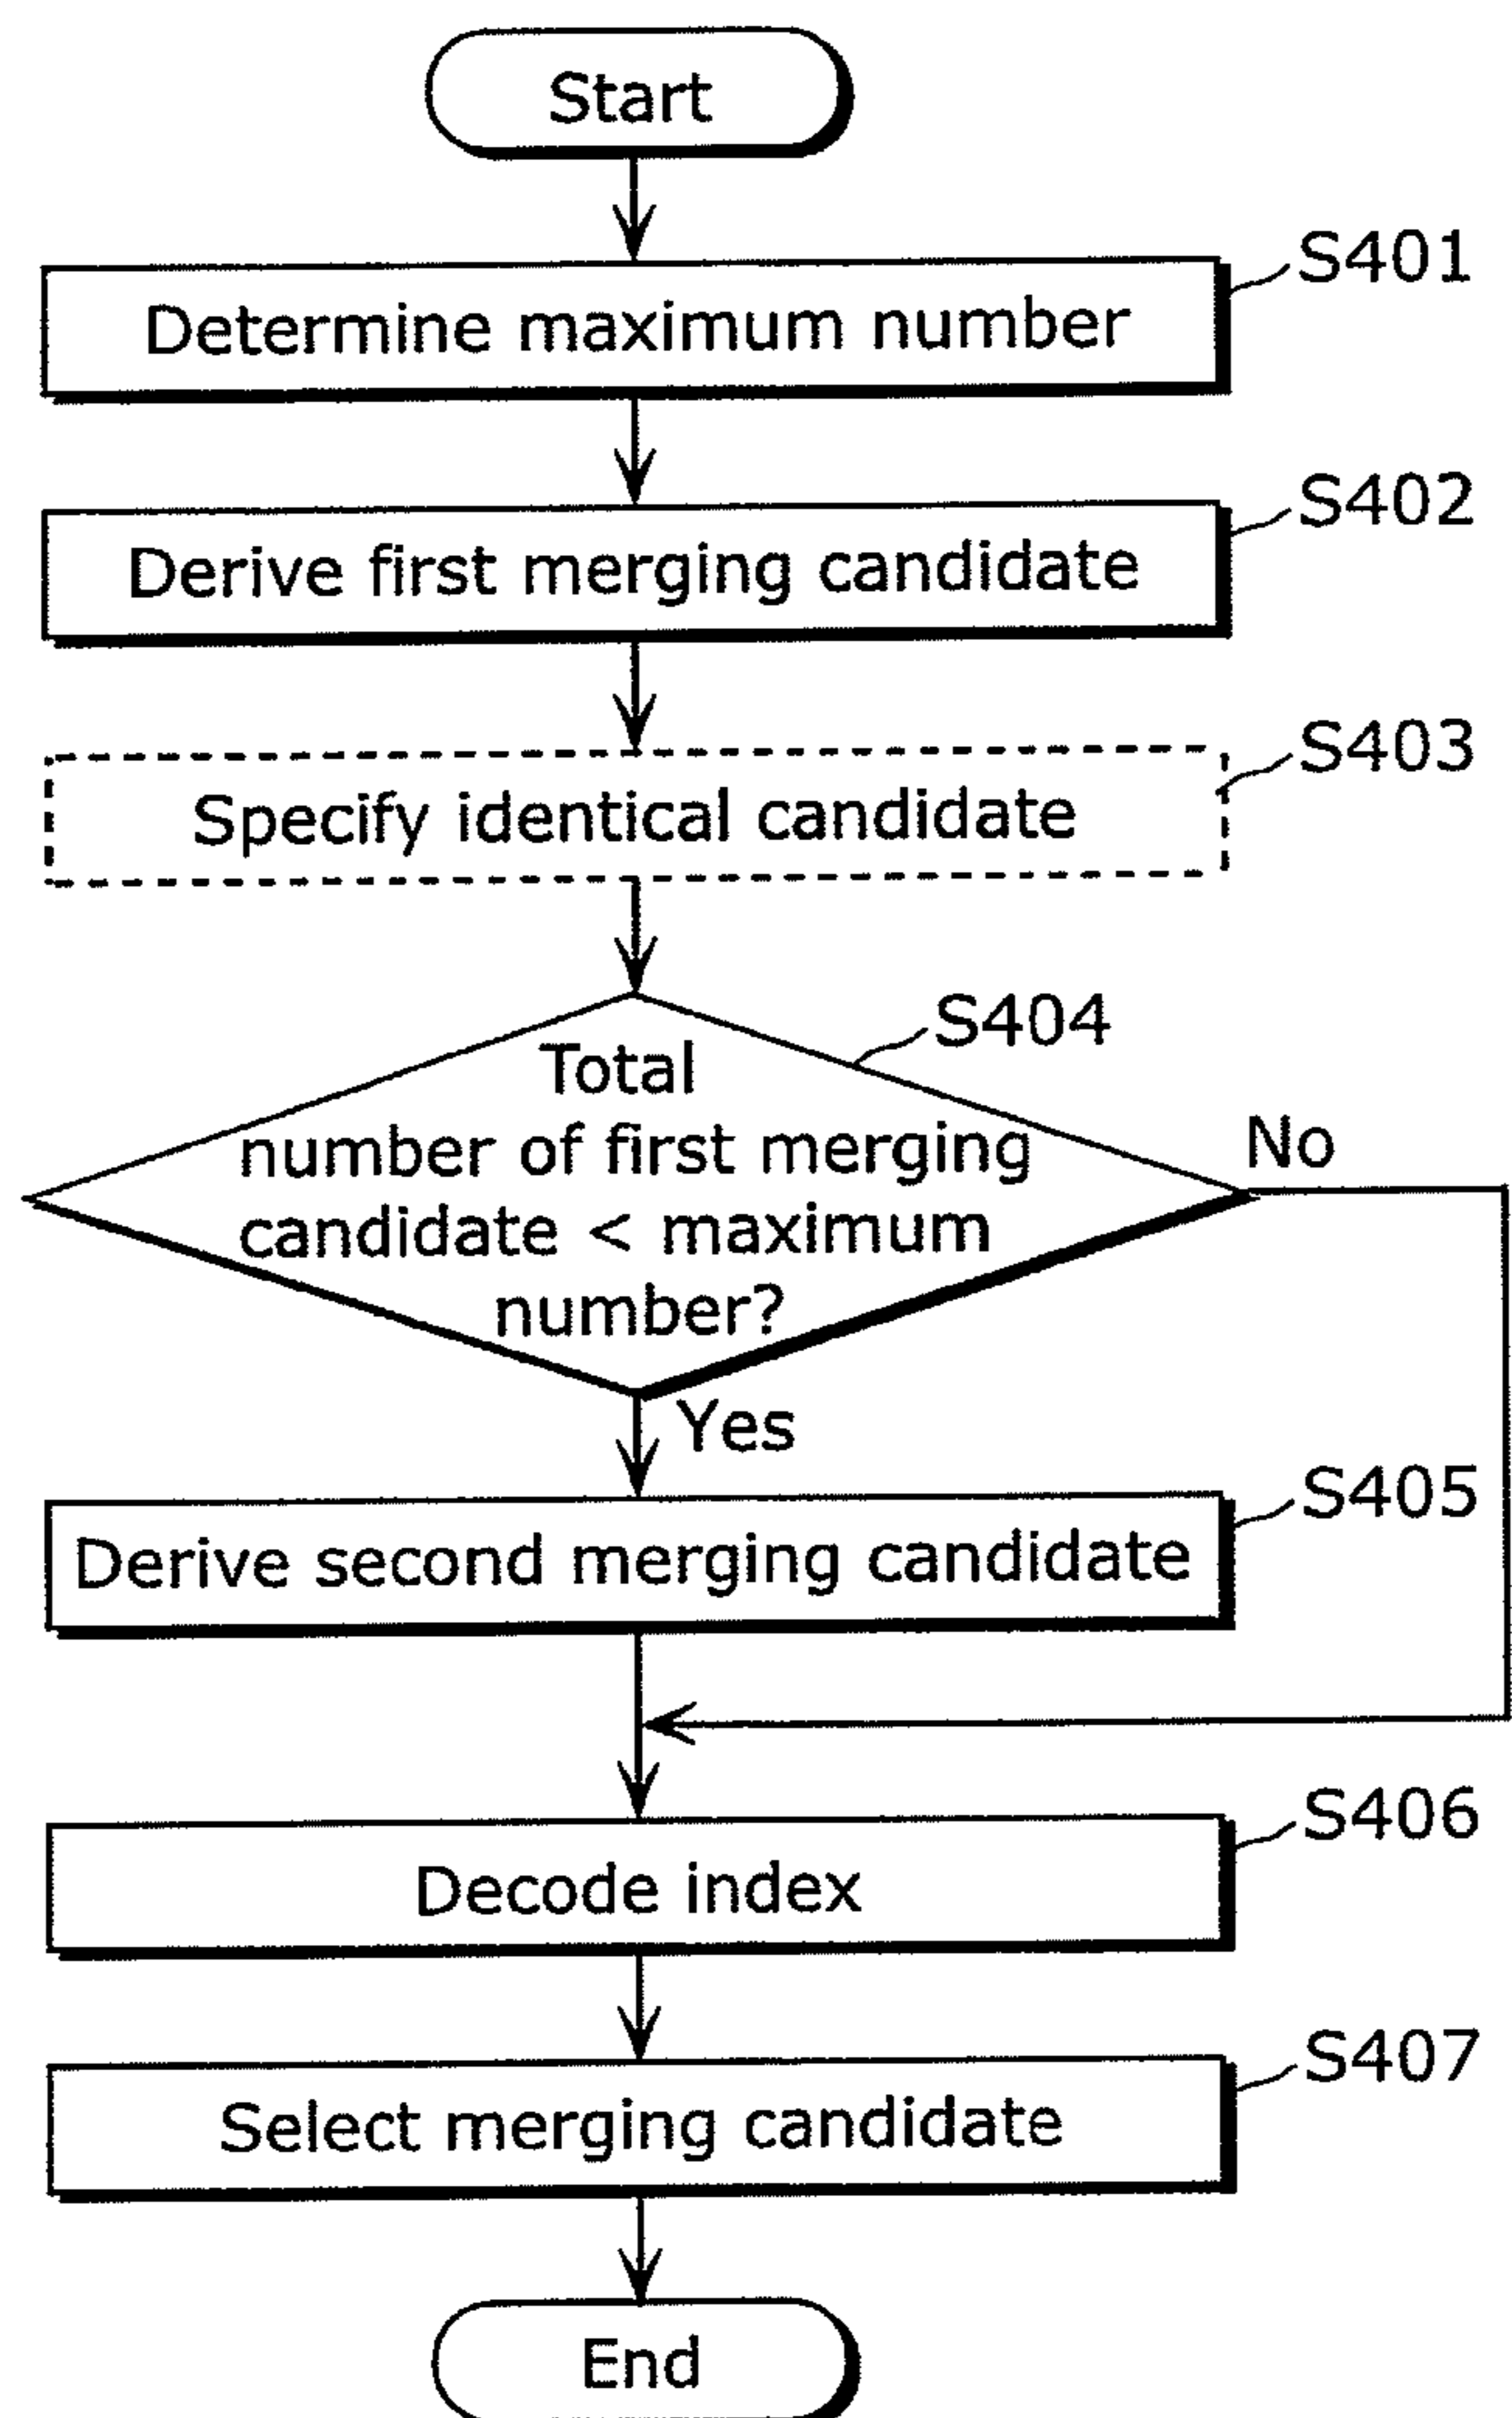 Start
S401
Determine maximum number
S402
Derive first merging candidate
S403
Specify identical candidate
S404
Total
number of first merging
candidate < maximum
number?
No
Yes
S405
Derive second merging candidate
S406
Decode index
S407
Select merging candidate
End